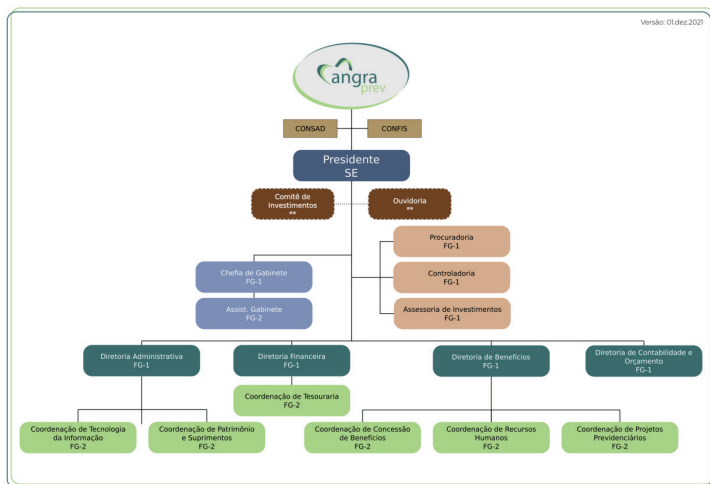 Versão: 01.dez.2021
angra
prev
CONSAD
CONFIS
Presidente
SE
Comitê de
Investimentos
**
Ouvidoria
**
Procuradoria
FG-1
Chefia de Gabinete
FG-1
Controladoria
FG-1
Assist. Gabinete
FG-2
Assessoria de Investimentos
FG-1
Diretoria Administrativa
FG-1
Diretoria Financeira
FG-1
Diretoria de Benefícios
FG-1
Diretoria de Contabilidade e
Orçamento
FG-1
Coordenação de Tesouraria
FG-2
Coordenação de Tecnologia
da Informação
FG-2
Coordenação de Patrimônio
e Suprimentos
FG-2
Coordenação de Concessão
de Benefícios
FG-2
Coordenação de Recursos
Humanos
FG-2
Coordenação de Projetos
Previdenciários
FG-2